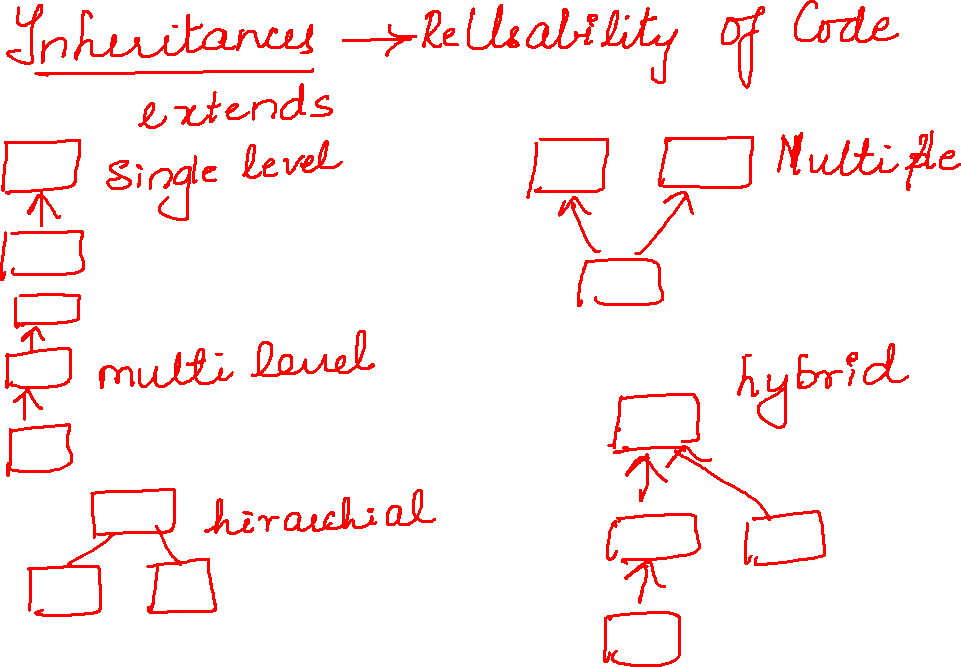 Inheritances → ReUsability of Code
extends
single level
Multiple
multi level
hybrid
hirarchial